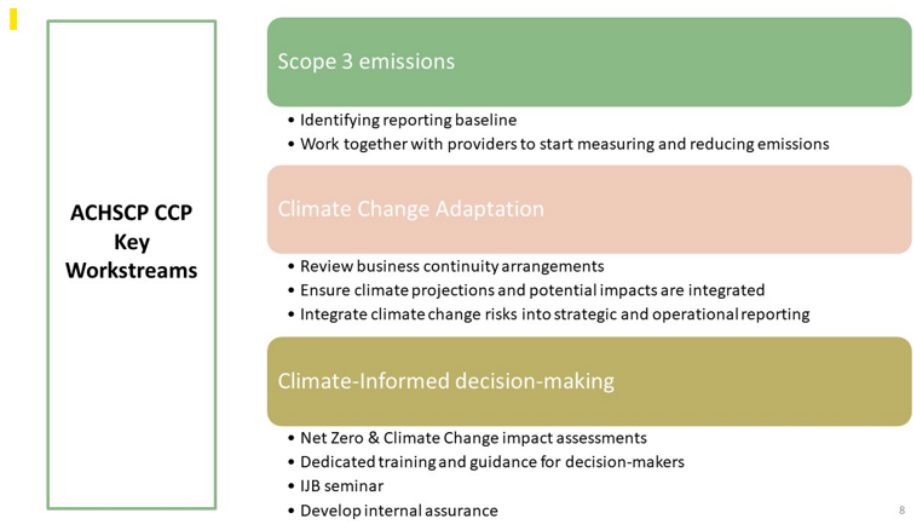 ACHSCP CCP
Key
Workstreams
Scope 3 emissions
• Identifying reporting baseline
• Work together with providers to start measuring and reducing emissions
Climate Change Adaptation
• Review business continuity arrangements
• Ensure climate projections and potential impacts are integrated
• Integrate climate change risks into strategic and operational reporting
Climate-Informed decision-making
• Net Zero & Climate Change impact assessments
• Dedicated training and guidance for decision-makers
• IJB seminar
• Develop internal assurance
8